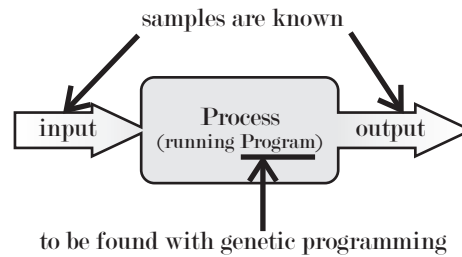 samples are known
input
Process
(running Program)
output
to be found with genetic programming